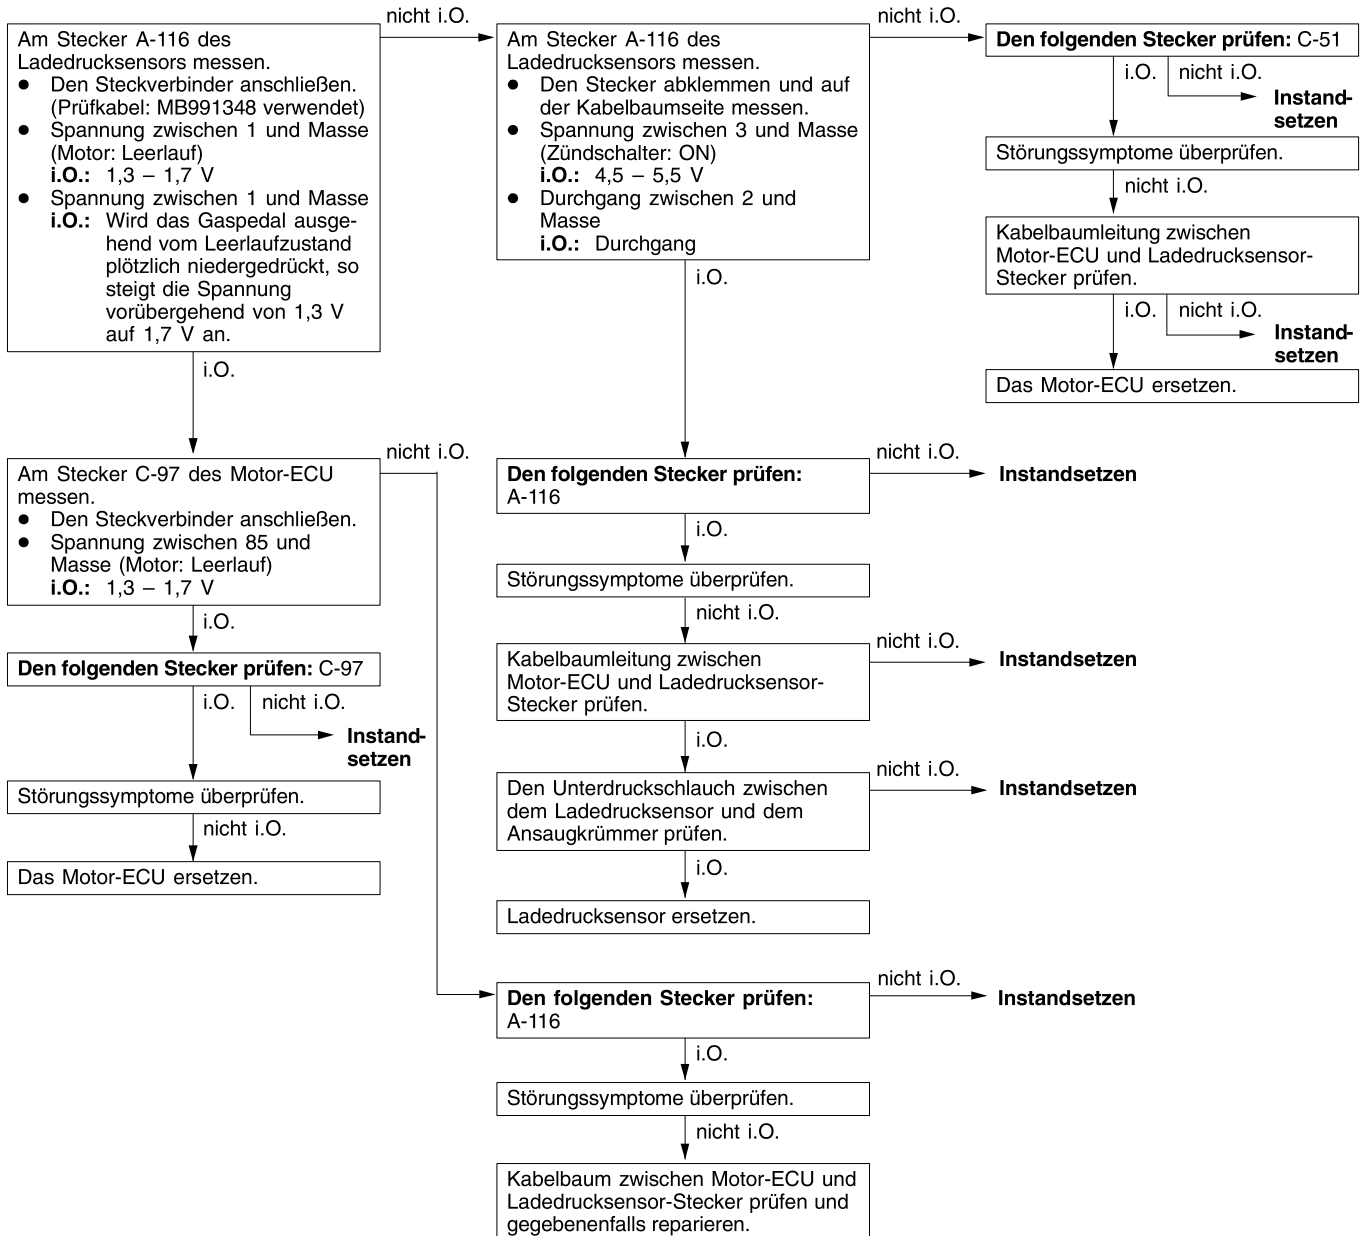 nicht i.O.
Am Stecker A-116 des
Ladedrucksensors messen.
● Den Steckverbinder anschließen.
(Prüfkabel: MB991348 verwendet)
● Spannung zwischen 1 und Masse
(Motor: Leerlauf)
i.O.: 1,3 – 1,7 V
● Spannung zwischen 1 und Masse
i.O.: Wird das Gaspedal ausge-
hend vom Leerlaufzustand
plötzlich niedergedrückt, so
steigt die Spannung
vorübergehend von 1,3 V
auf 1,7 V an.
i.O.
nicht i.O.
Am Stecker A-116 des
Ladedrucksensors messen.
● Den Stecker abklemmen und auf
der Kabelbaumseite messen.
● Spannung zwischen 3 und Masse
(Zündschalter: ON)
i.O.: 4,5 – 5,5 V
● Durchgang zwischen 2 und
Masse
i.O.: Durchgang
i.O.
Den folgenden Stecker prüfen: C-51
i.O. nicht i.O.
Instand-
setzen
Störungssymptome überprüfen.
nicht i.O.
Kabelbaumleitung zwischen
Motor-ECU und Ladedrucksensor-
Stecker prüfen.
i.O. nicht i.O.
Instand-
setzen
Das Motor-ECU ersetzen.
nicht i.O.
Am Stecker C-97 des Motor-ECU
messen.
● Den Steckverbinder anschließen.
● Spannung zwischen 85 und
Masse (Motor: Leerlauf)
i.O.: 1,3 – 1,7 V
i.O.
Den folgenden Stecker prüfen: C-97
i.O. nicht i.O.
Instand-
setzen
Störungssymptome überprüfen.
nicht i.O.
Das Motor-ECU ersetzen.
Den folgenden Stecker prüfen:
A-116
nicht i.O.
Instandsetzen
i.O.
Störungssymptome überprüfen.
nicht i.O.
Kabelbaumleitung zwischen
Motor-ECU und Ladedrucksensor-
Stecker prüfen.
nicht i.O.
Instandsetzen
i.O.
Den Unterdruckschlauch zwischen
dem Ladedrucksensor und dem
Ansaugkrümmer prüfen.
nicht i.O.
Instandsetzen
i.O.
Ladedrucksensor ersetzen.
Den folgenden Stecker prüfen:
A-116
nicht i.O.
Instandsetzen
i.O.
Störungssymptome überprüfen.
nicht i.O.
Kabelbaum zwischen Motor-ECU und
Ladedrucksensor-Stecker prüfen und
gegebenenfalls reparieren.